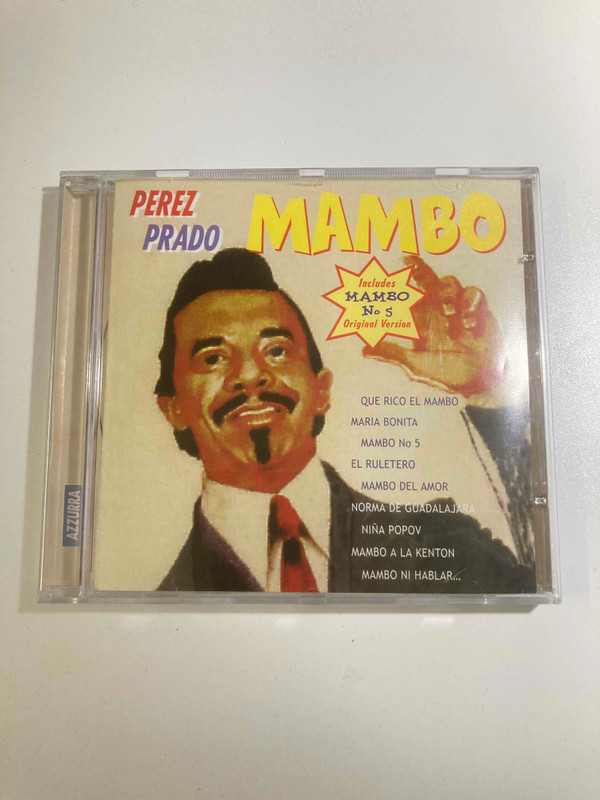 PEREZ
PRADO
MAMBO
Includes
MAMBO
No 5
Original Version
QUE RICO EL MAMBO
MARIA BONITA
MAMBO No 5
EL RULETERO
MAMBO DEL AMOR
NORMA DE GUADALAJARA
NIÑA POPOV
MAMBO A LA KENTON
MAMBO NI HABLAR...
AZZURRA